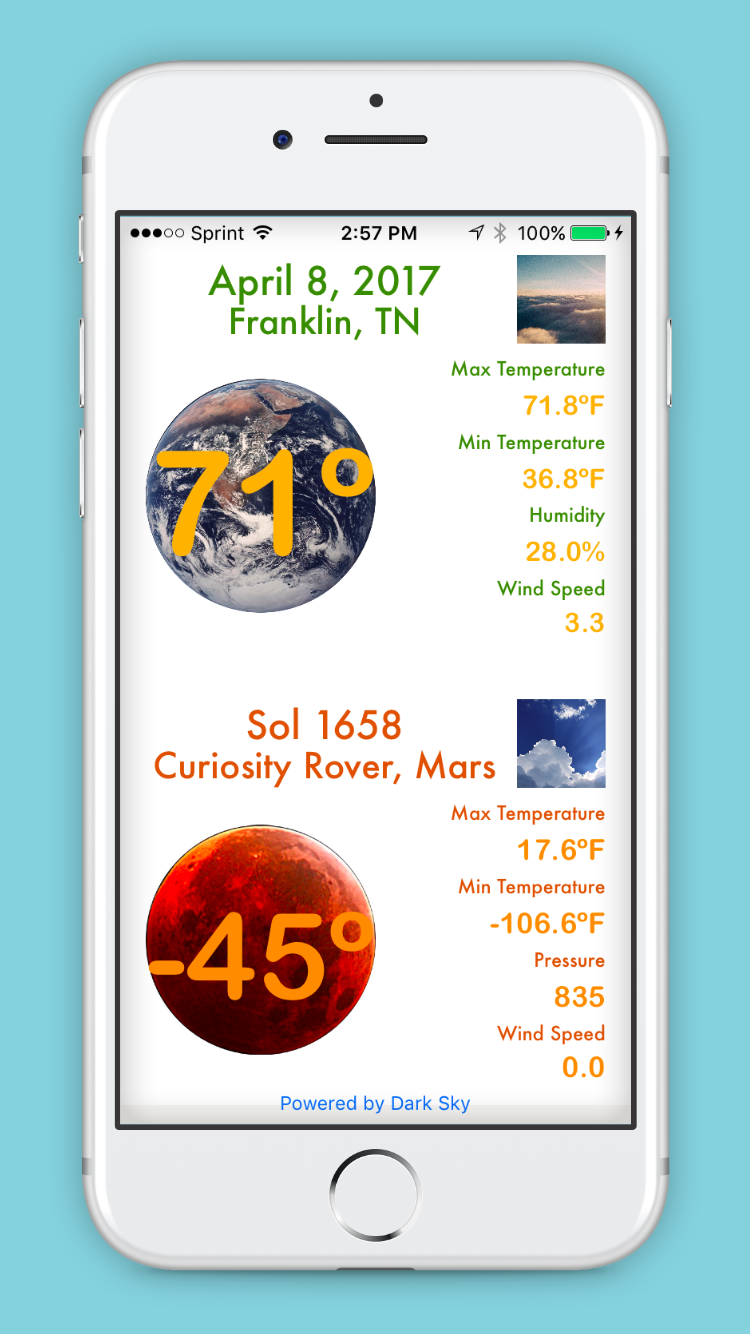 Sprint 2:57 PM 100%
April 8, 2017
Franklin, TN
71º
Max Temperature
71.8ºF
Min Temperature
36.8ºF
Humidity
28.0%
Wind Speed
3.3
Sol 1658
Curiosity Rover, Mars
-45º
Max Temperature
17.6ºF
Min Temperature
-106.6ºF
Pressure
835
Wind Speed
0.0
Powered by Dark Sky